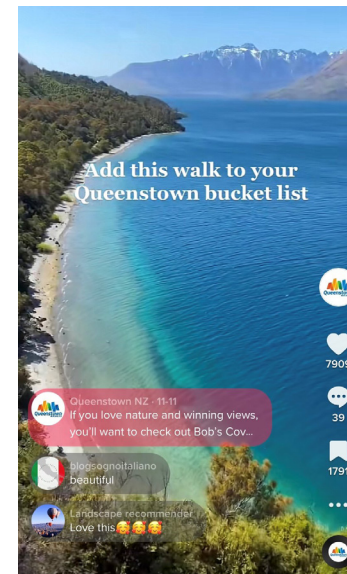 Add this walk to your
Queenstown bucket list
Queenstown
7909
39
1791
Queenstown NZ · 11-11
If you love nature and winning views,
you'll want to check out Bob's Cov...
blogsognoitaliano
beautiful
Landscape recommender
Love this🥰🥰🥰